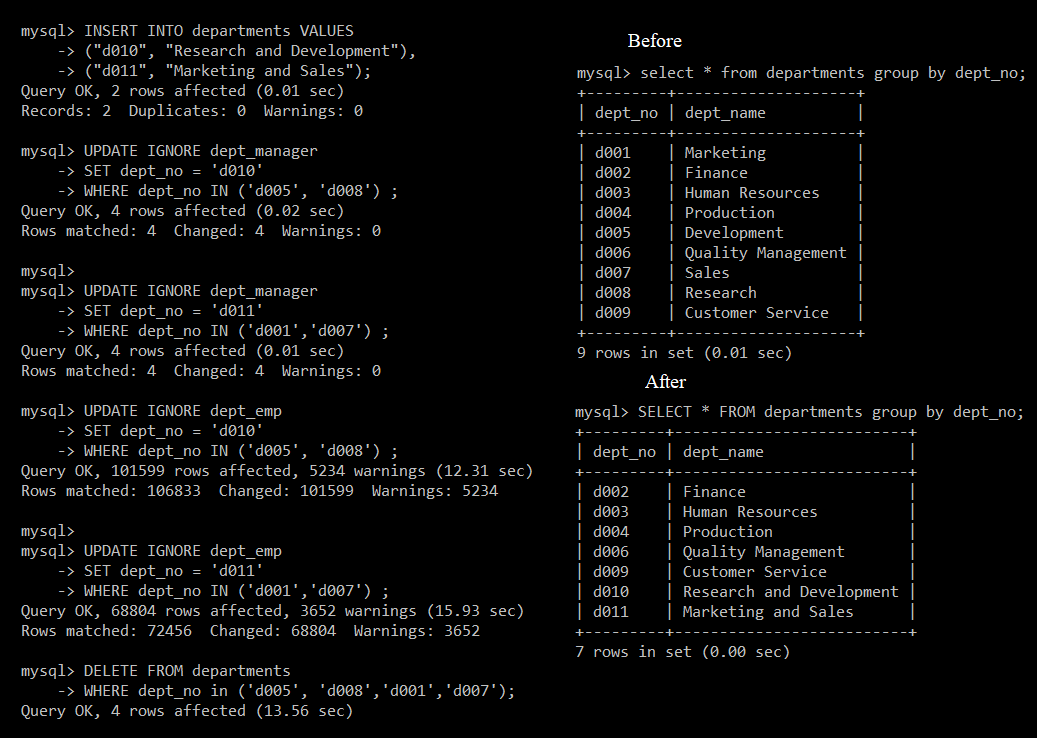 mysql> INSERT INTO departments VALUES
    -> ("d010", "Research and Development"),
    -> ("d011", "Marketing and Sales");
Query OK, 2 rows affected (0.01 sec)
Records: 2  Duplicates: 0  Warnings: 0

mysql> UPDATE IGNORE dept_manager
    -> SET dept_no = 'd010'
    -> WHERE dept_no IN ('d005', 'd008') ;
Query OK, 4 rows affected (0.02 sec)
Rows matched: 4  Changed: 4  Warnings: 0

mysql>
mysql> UPDATE IGNORE dept_manager
    -> SET dept_no = 'd011'
    -> WHERE dept_no IN ('d001','d007') ;
Query OK, 4 rows affected (0.01 sec)
Rows matched: 4  Changed: 4  Warnings: 0

mysql> UPDATE IGNORE dept_emp
    -> SET dept_no = 'd010'
    -> WHERE dept_no IN ('d005', 'd008') ;
Query OK, 101599 rows affected, 5234 warnings (12.31 sec)
Rows matched: 106833  Changed: 101599  Warnings: 5234

mysql>
mysql> UPDATE IGNORE dept_emp
    -> SET dept_no = 'd011'
    -> WHERE dept_no IN ('d001','d007') ;
Query OK, 68804 rows affected, 3652 warnings (15.93 sec)
Rows matched: 72456  Changed: 68804  Warnings: 3652

mysql> DELETE FROM departments
    -> WHERE dept_no in ('d005', 'd008','d001','d007');
Query OK, 4 rows affected (13.56 sec)

Before
mysql> select * from departments group by dept_no;
+---------+--------------------+
| dept_no | dept_name          |
+---------+--------------------+
| d001    | Marketing          |
| d002    | Finance            |
| d003    | Human Resources    |
| d004    | Production         |
| d005    | Development        |
| d006    | Quality Management |
| d007    | Sales              |
| d008    | Research           |
| d009    | Customer Service   |
+---------+--------------------+
9 rows in set (0.01 sec)

After
mysql> SELECT * FROM departments group by dept_no;
+---------+--------------------------+
| dept_no | dept_name                |
+---------+--------------------------+
| d002    | Finance                  |
| d003    | Human Resources          |
| d004    | Production               |
| d006    | Quality Management       |
| d009    | Customer Service         |
| d010    | Research and Development |
| d011    | Marketing and Sales      |
+---------+--------------------------+
7 rows in set (0.00 sec)